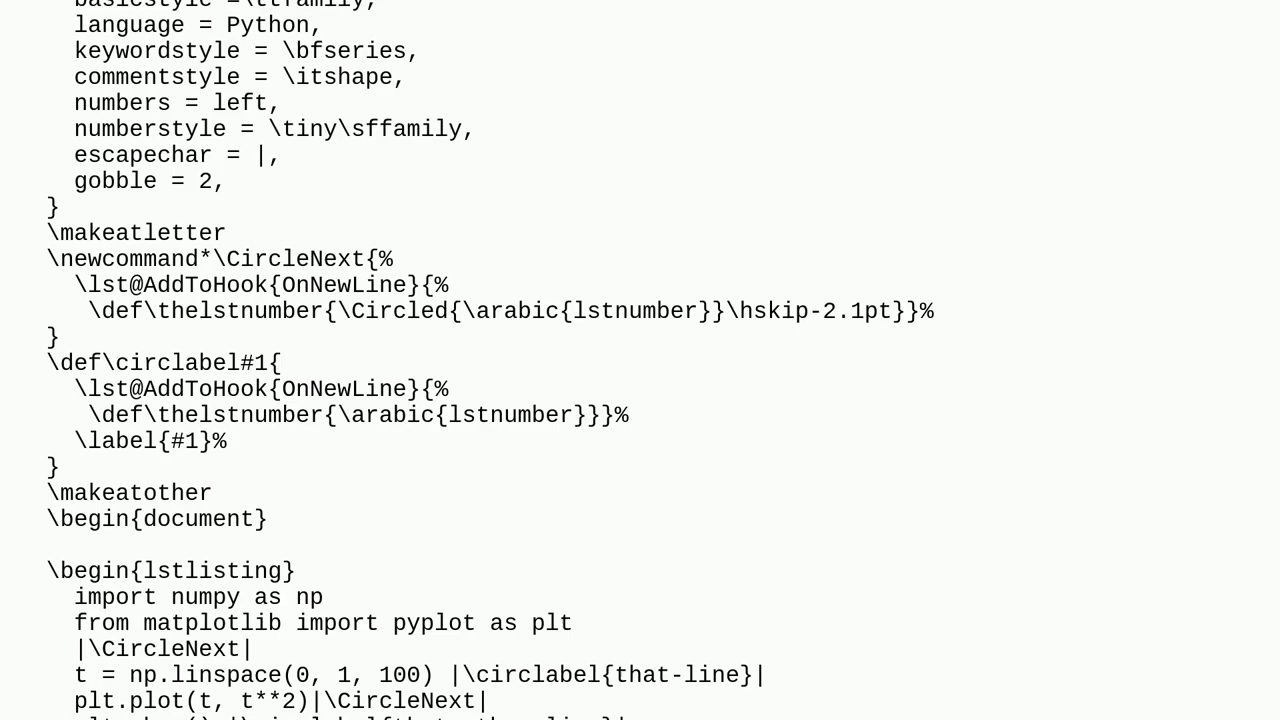 language = Python,
keywordstyle = \bfseries,
commentstyle = \itshape,
numbers = left,
numberstyle = \tiny\sffamily,
escapechar = |,
gobble = 2,
}
\makeatletter
\newcommand*\CircleNext{%
\lst@AddToHook{OnNewLine}{%
\def\thelstnumber{\Circled{\arabic{lstnumber}}\hskip-2.1pt}}%
}
\def\circlabel#1{
\lst@AddToHook{OnNewLine}{%
\def\thelstnumber{\arabic{lstnumber}}}%
\label{#1}%
}
\makeatother
\begin{document}
\begin{lstlisting}
import numpy as np
from matplotlib import pyplot as plt
|\CircleNext|
t = np.linspace(0, 1, 100) |\circlabel{that-line}|
plt.plot(t, t**2)|\CircleNext|